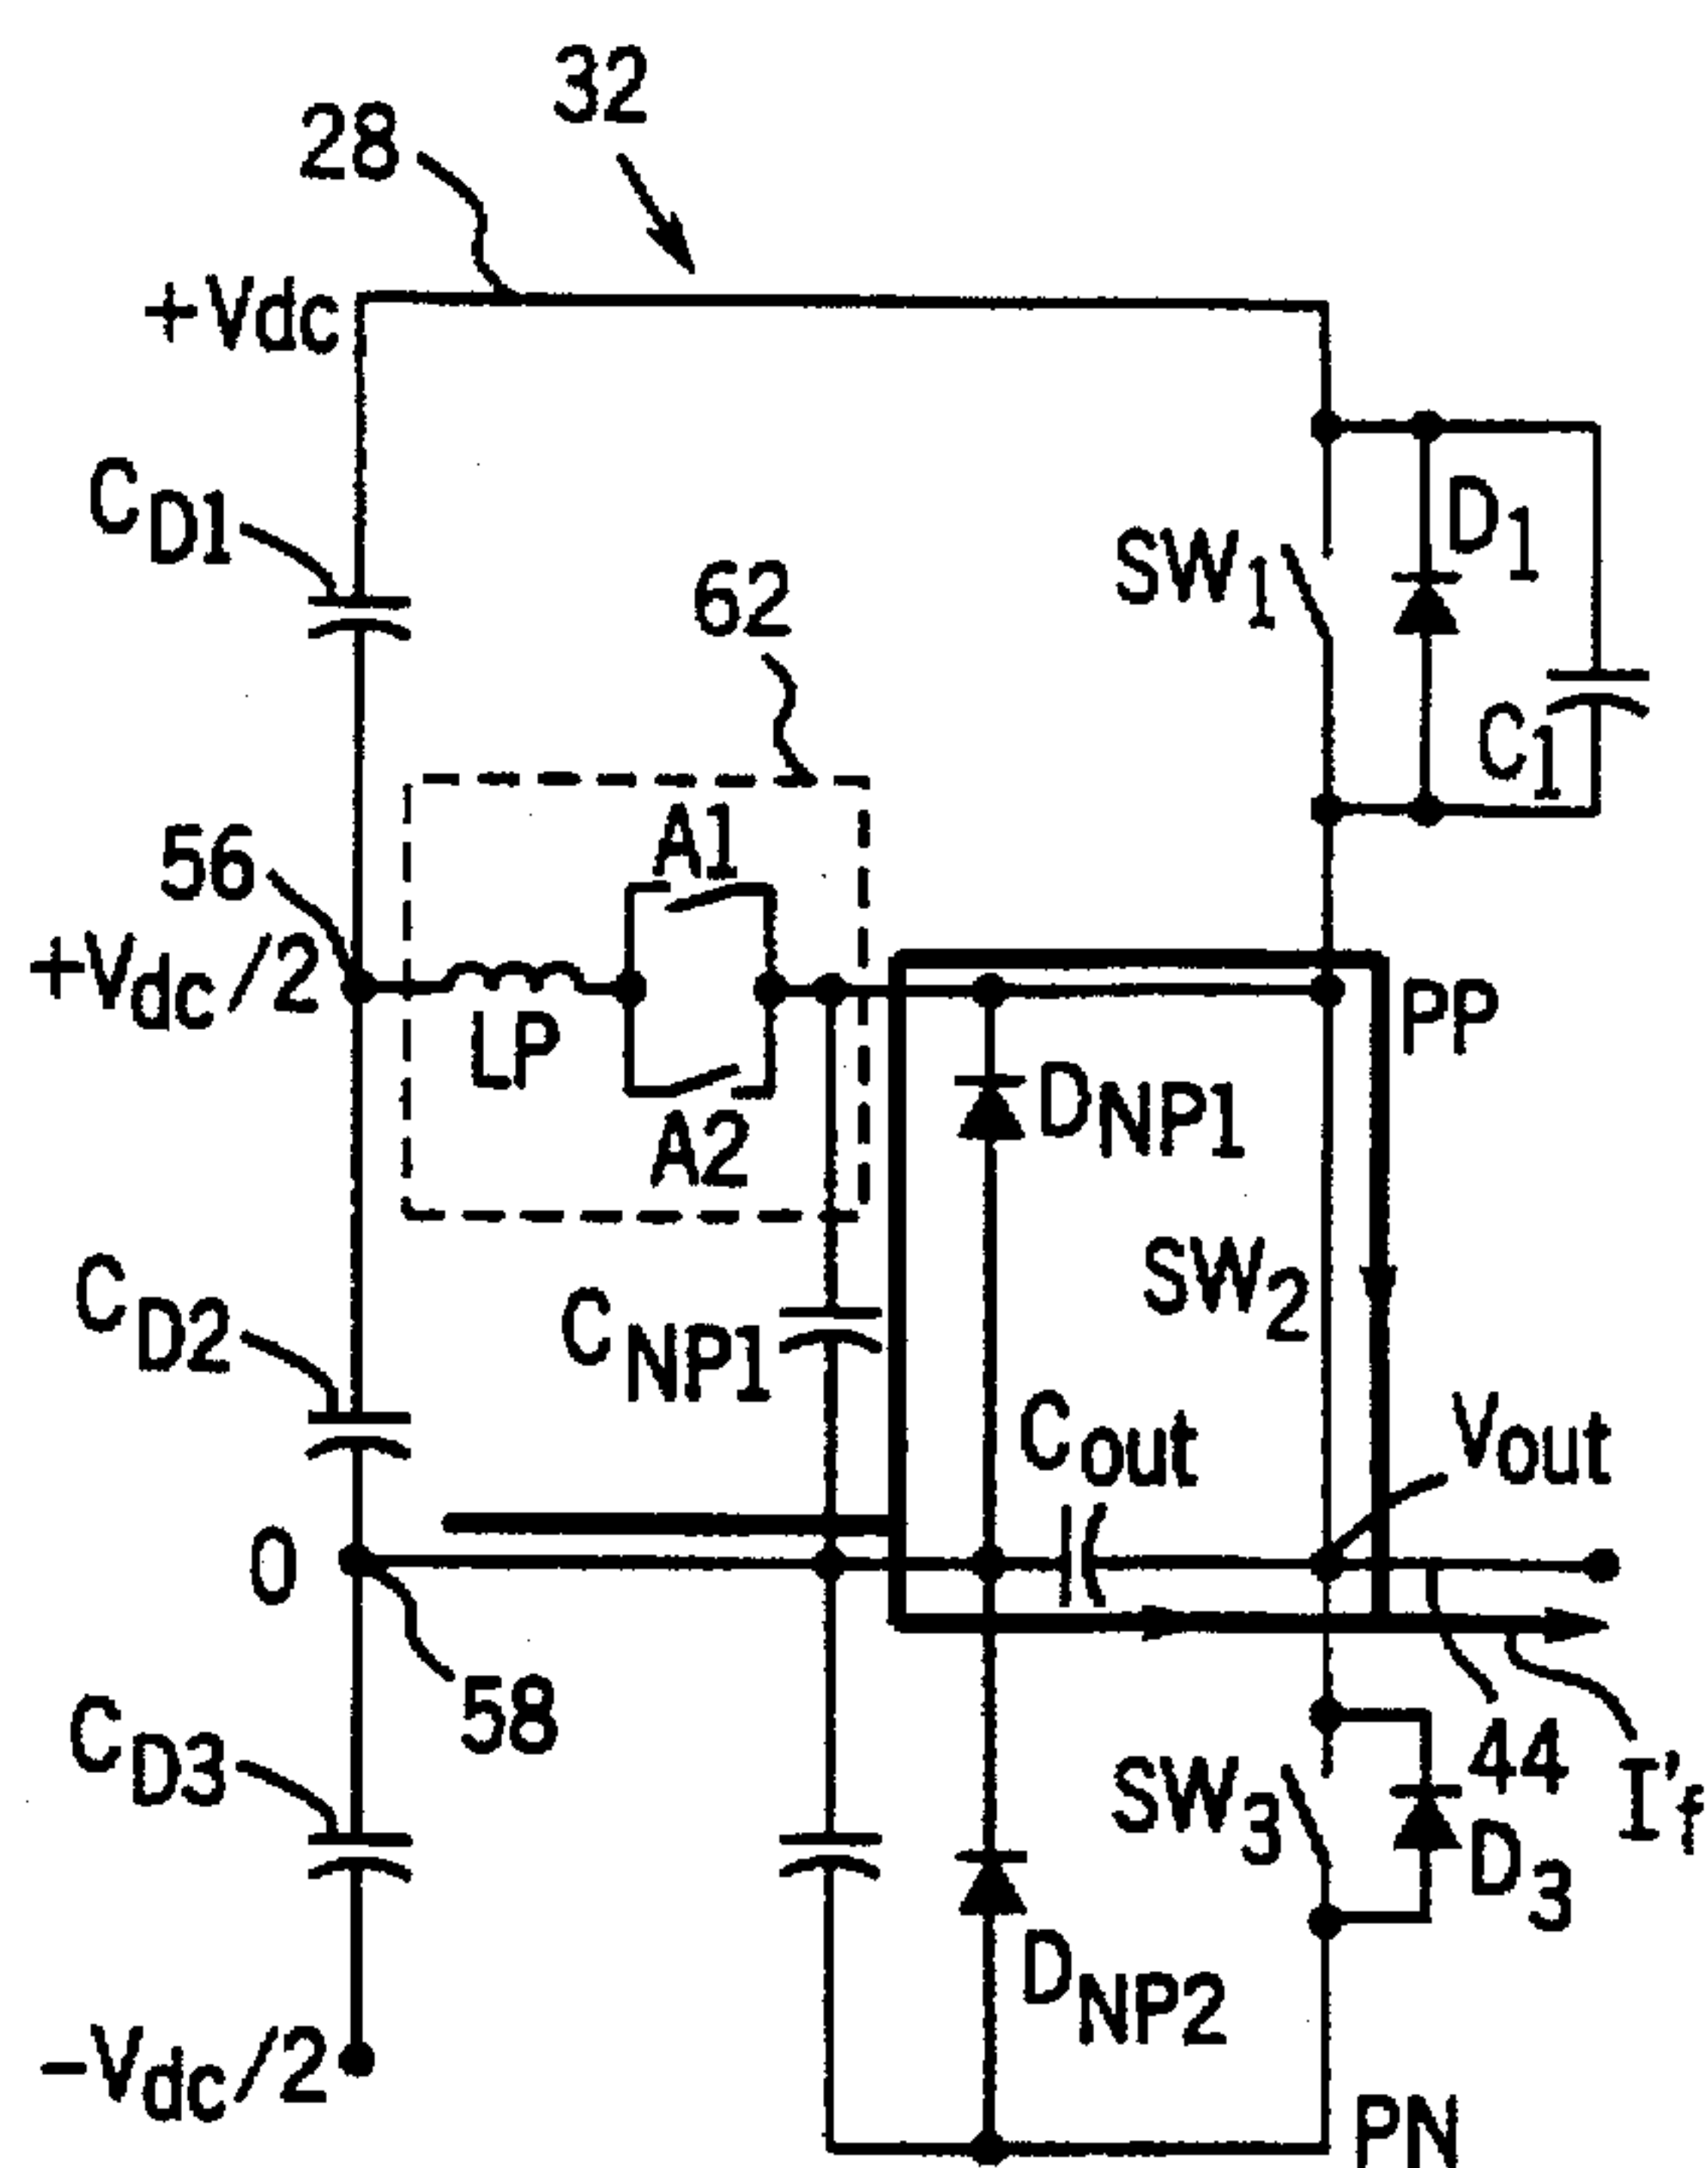 32
28
+Vdc
CD1
D1
SW1
62
C1
A1
56
+Vdc/2
PP
LP
DNP1
A2
SW2
CD2
CNP1
Cout
Vout
0
58
44
CD3
SW3
I'f
D3
DNP2
-Vdc/2
PN